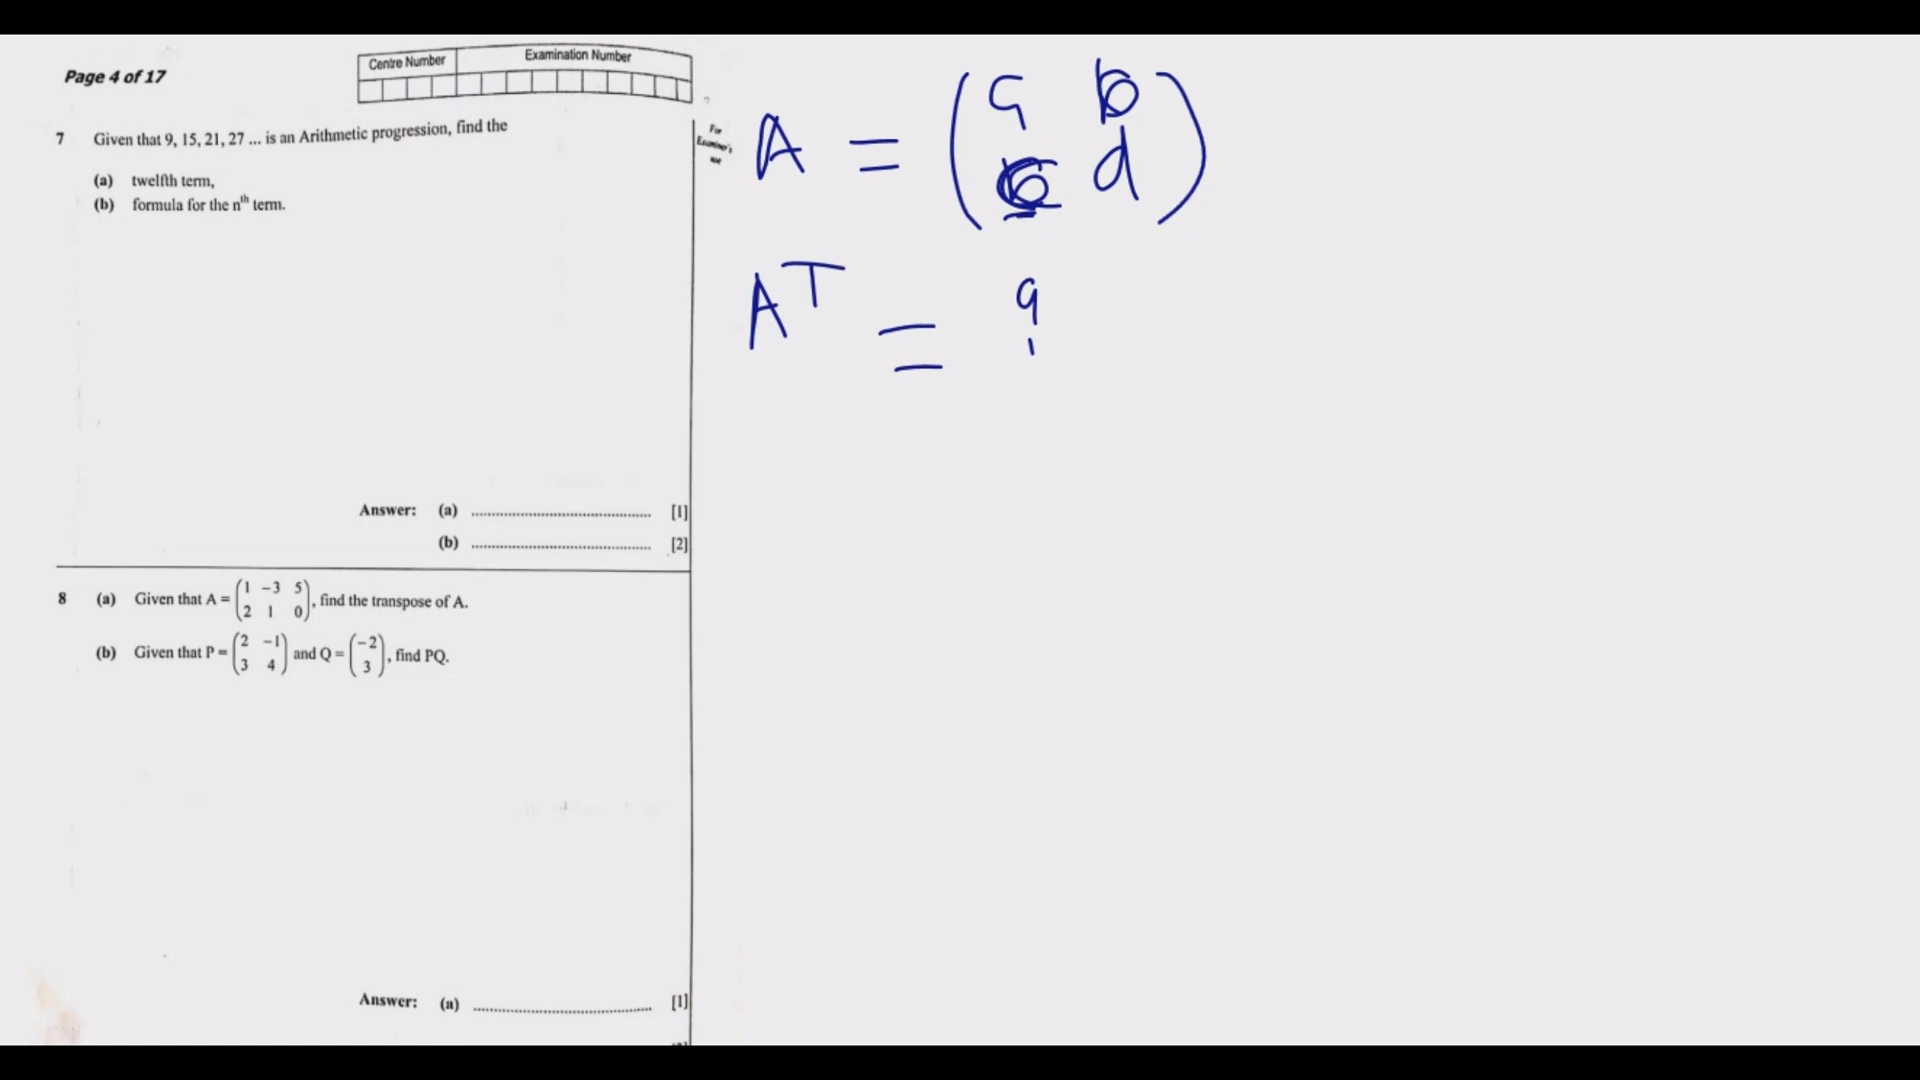 Page 4 of 17
Centre Number
Examination Number
For
Examiner's
use
7 Given that 9, 15, 21, 27 ... is an Arithmetic progression, find the
(a) twelfth term,
(b) formula for the nth term.
Answer: (a) ........................................ [1]
(b) ........................................ [2]
8 (a) Given that A = (1 −3 5
2 1 0), find the transpose of A.
(b) Given that P = (2 −1
3 4) and Q = (−2
3), find PQ.
Answer: (a) ........................................ [1]
A = (a b
c d)
A^T = a